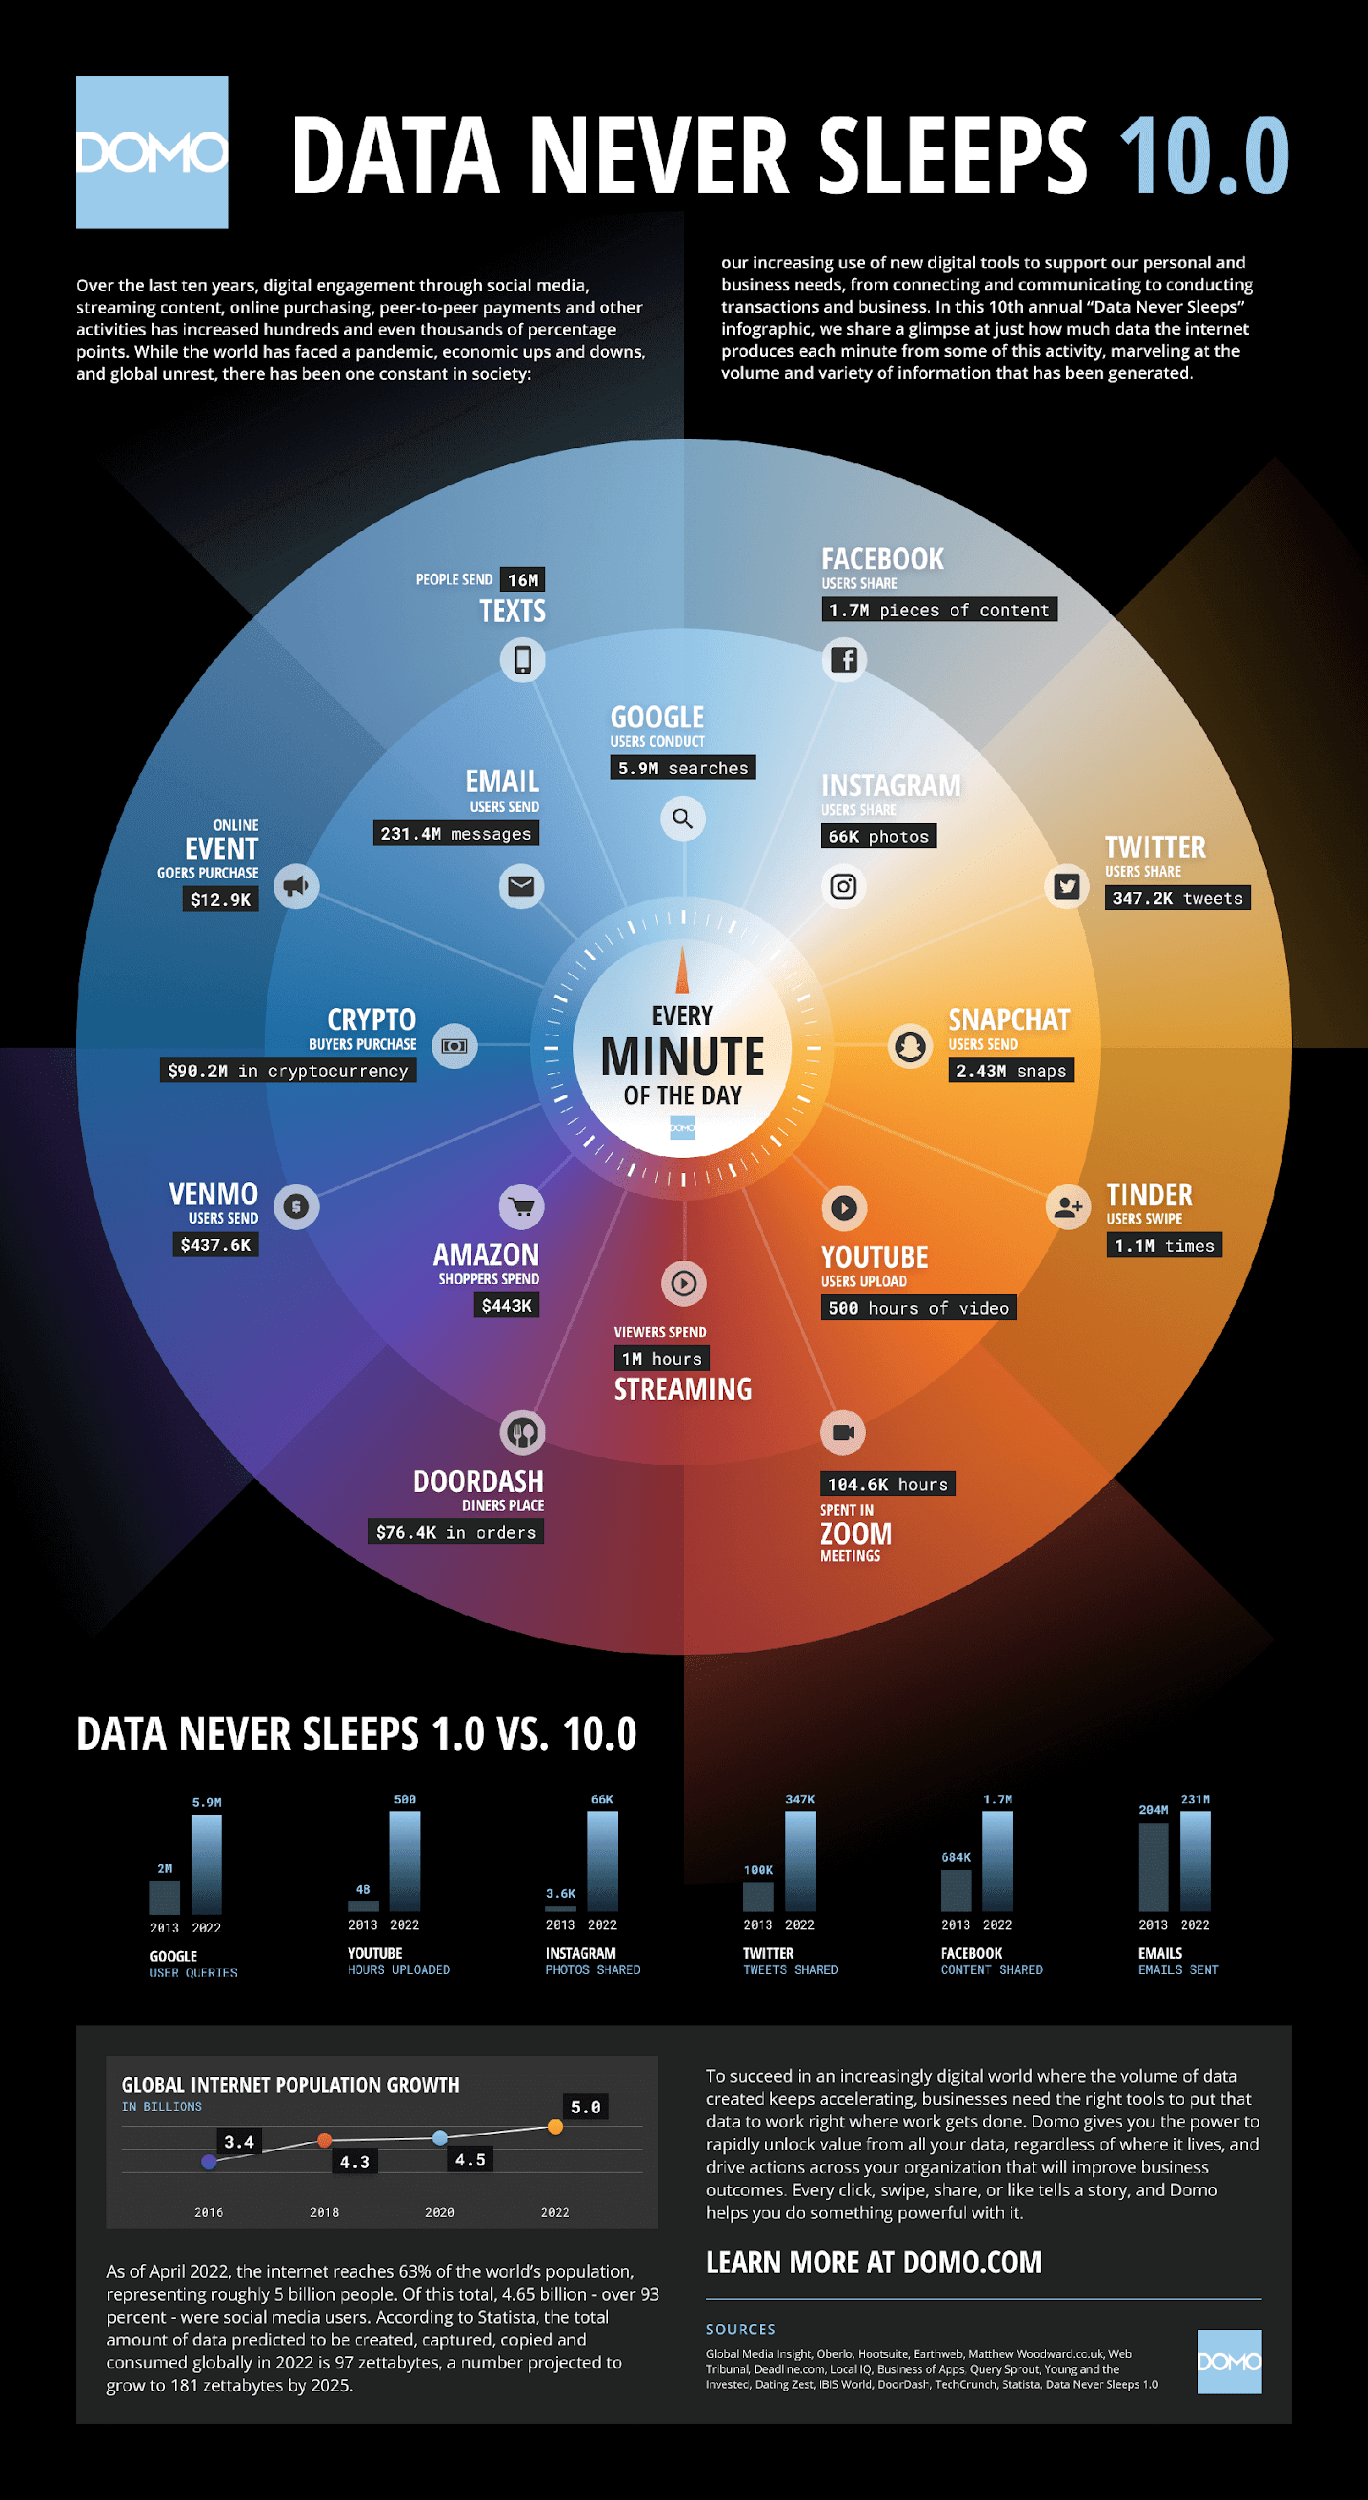 DOMO
DATA NEVER SLEEPS 10.0
Over the last ten years, digital engagement through social media,
streaming content, online purchasing, peer-to-peer payments and other
activities has increased hundreds and even thousands of percentage
points. While the world has faced a pandemic, economic ups and downs,
and global unrest, there has been one constant in society:
our increasing use of new digital tools to support our personal and
business needs, from connecting and communicating to conducting
transactions and business. In this 10th annual “Data Never Sleeps”
infographic, we share a glimpse at just how much data the internet
produces each minute from some of this activity, marveling at the
volume and variety of information that has been generated.
PEOPLE SEND 16M
TEXTS
FACEBOOK
USERS SHARE
1.7M pieces of content
GOOGLE
USERS CONDUCT
5.9M searches
EMAIL
USERS SEND
231.4M messages
INSTAGRAM
USERS SHARE
66K photos
ONLINE
EVENT
GOERS PURCHASE
$12.9K
TWITTER
USERS SHARE
347.2K tweets
CRYPTO
BUYERS PURCHASE
$90.2M in cryptocurrency
EVERY
MINUTE
OF THE DAY
DOMO
SNAPCHAT
USERS SEND
2.43M snaps
VENMO
USERS SEND
$437.6K
TINDER
USERS SWIPE
1.1M times
AMAZON
SHOPPERS SPEND
$443K
YOUTUBE
USERS UPLOAD
500 hours of video
VIEWERS SPEND
1M hours
STREAMING
DOORDASH
DINERS PLACE
$76.4K in orders
104.6K hours
SPENT IN
ZOOM
MEETINGS
DATA NEVER SLEEPS 1.0 VS. 10.0
2M 5.9M
2013 2022
GOOGLE
USER QUERIES
48 500
2013 2022
YOUTUBE
HOURS UPLOADED
3.6K 66K
2013 2022
INSTAGRAM
PHOTOS SHARED
100K 347K
2013 2022
TWITTER
TWEETS SHARED
684K 1.7M
2013 2022
FACEBOOK
CONTENT SHARED
204M 231M
2013 2022
EMAILS
EMAILS SENT
GLOBAL INTERNET POPULATION GROWTH
IN BILLIONS
3.4 4.3 4.5 5.0
2016 2018 2020 2022
As of April 2022, the internet reaches 63% of the world’s population,
representing roughly 5 billion people. Of this total, 4.65 billion - over 93
percent - were social media users. According to Statista, the total
amount of data predicted to be created, captured, copied and
consumed globally in 2022 is 97 zettabytes, a number projected to
grow to 181 zettabytes by 2025.
To succeed in an increasingly digital world where the volume of data
created keeps accelerating, businesses need the right tools to put that
data to work right where work gets done. Domo gives you the power to
rapidly unlock value from all your data, regardless of where it lives, and
drive actions across your organization that will improve business
outcomes. Every click, swipe, share, or like tells a story, and Domo
helps you do something powerful with it.
LEARN MORE AT DOMO.COM
SOURCES
Global Media Insight, Oberlo, Hootsuite, Earthweb, Matthew Woodward.co.uk, Web
Tribunal, Deadline.com, Local IQ, Business of Apps, Query Sprout, Young and the
Invested, Dating Zest, IBIS World, DoorDash, TechCrunch, Statista, Data Never Sleeps 1.0
DOMO